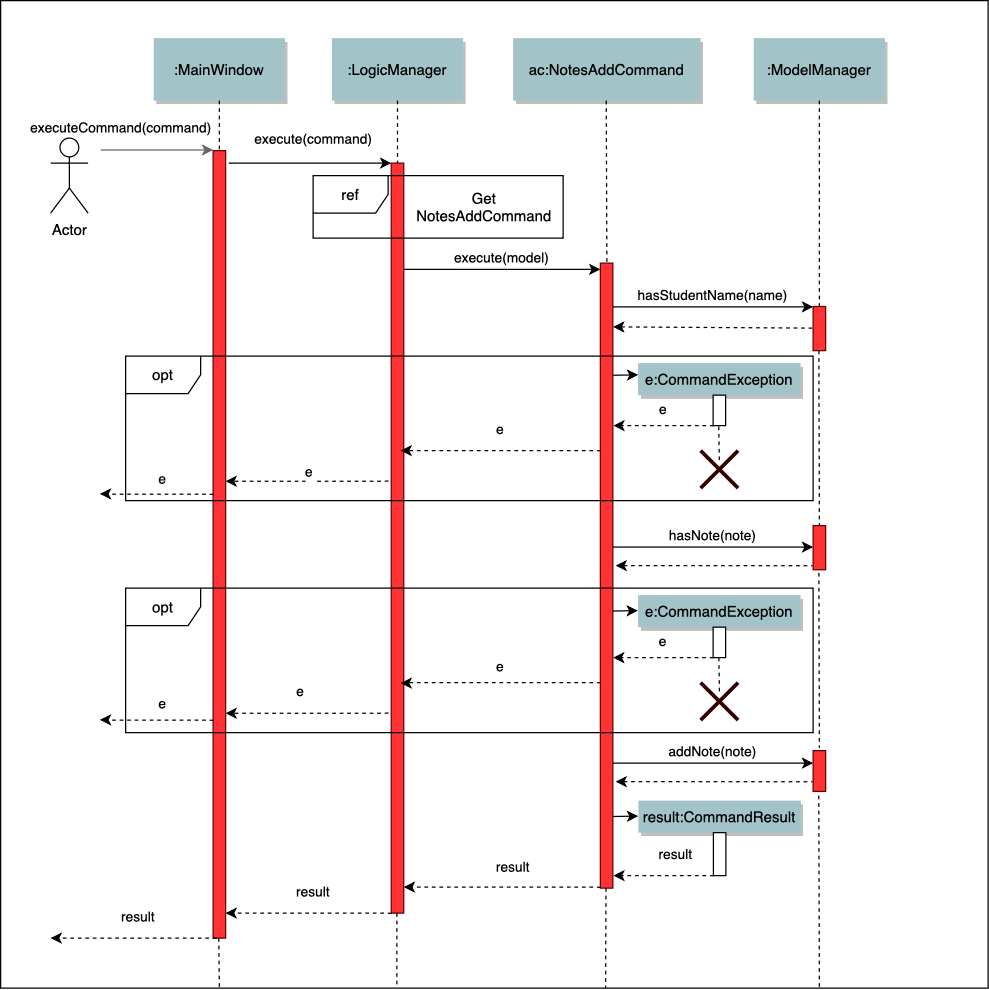 :MainWindow
:LogicManager
ac:NotesAddCommand
:ModelManager
executeCommand(command)
execute(command)
ref
Get
NotesAddCommand
Actor
execute(model)
hasStudentName(name)
opt
e:CommandException
e
e
e
e
hasNote(note)
opt
e:CommandException
e
e
e
e
addNote(note)
result:CommandResult
result
result
result
result